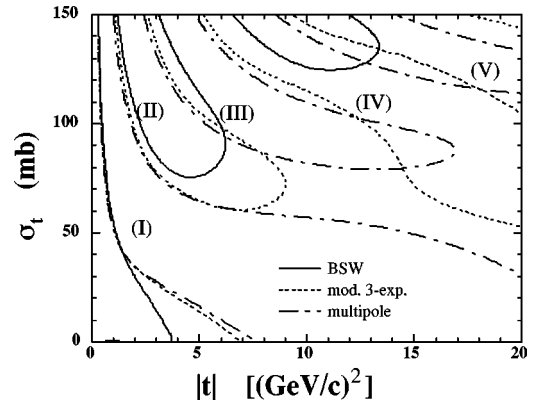 150
100
50
0
σt (mb)
(I)
(II)
(III)
(IV)
(V)
BSW
mod. 3-exp.
multipole
0 5 10 15 20
|t| [(GeV/c)²]